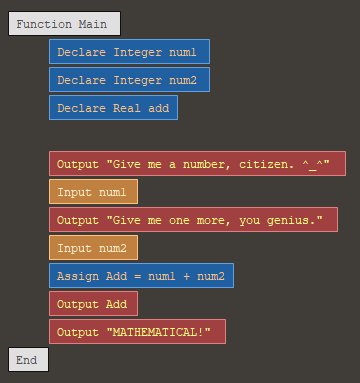 Function Main
Declare Integer num1
Declare Integer num2
Declare Real add
Output "Give me a number, citizen. ^_^"
Input num1
Output "Give me one more, you genius."
Input num2
Assign Add = num1 + num2
Output Add
Output "MATHEMATICAL!"
End